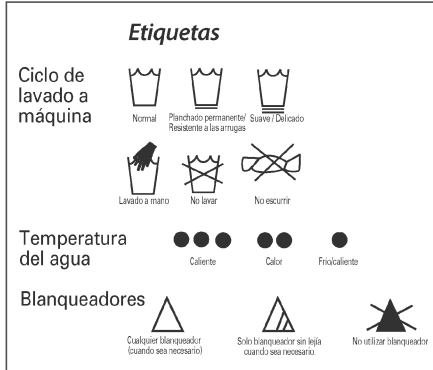 Etiquetas
Ciclo de
lavado a
máquina
Normal
Planchado permanente/
Resistente a las arrugas
Suave / Delicado
Lavado a mano
No lavar
No escurrir
Temperatura
del agua
Caliente
Calor
Frio/caliente
Blanqueadores
Cualquier blanqueador
(cuando sea necesario)
Solo blanqueador sin lejía
cuando sea necesario.
No utilizar blanqueador